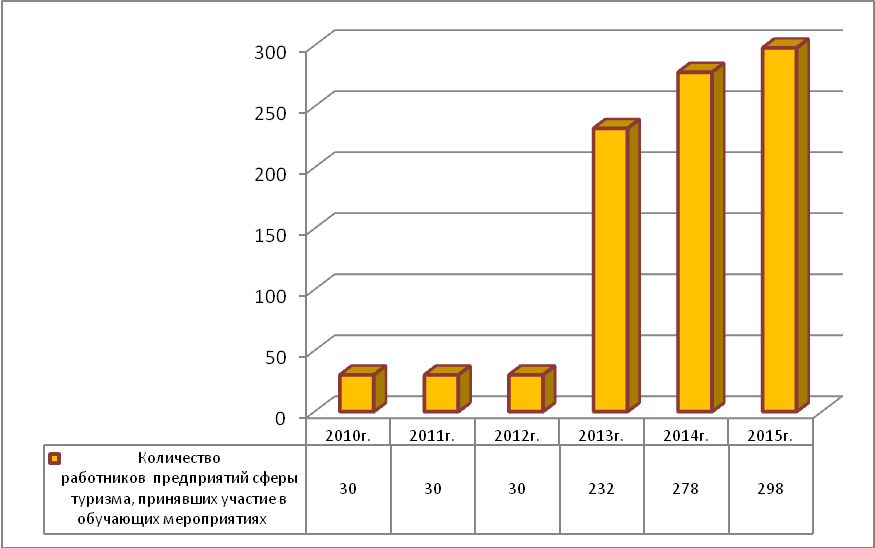 300
250
200
150
100
50
0
2010г. 2011г. 2012г. 2013г. 2014г. 2015г.
Количество
работников предприятий сферы
туризма, принявших участие в
обучающих мероприятиях
30 30 30 232 278 298